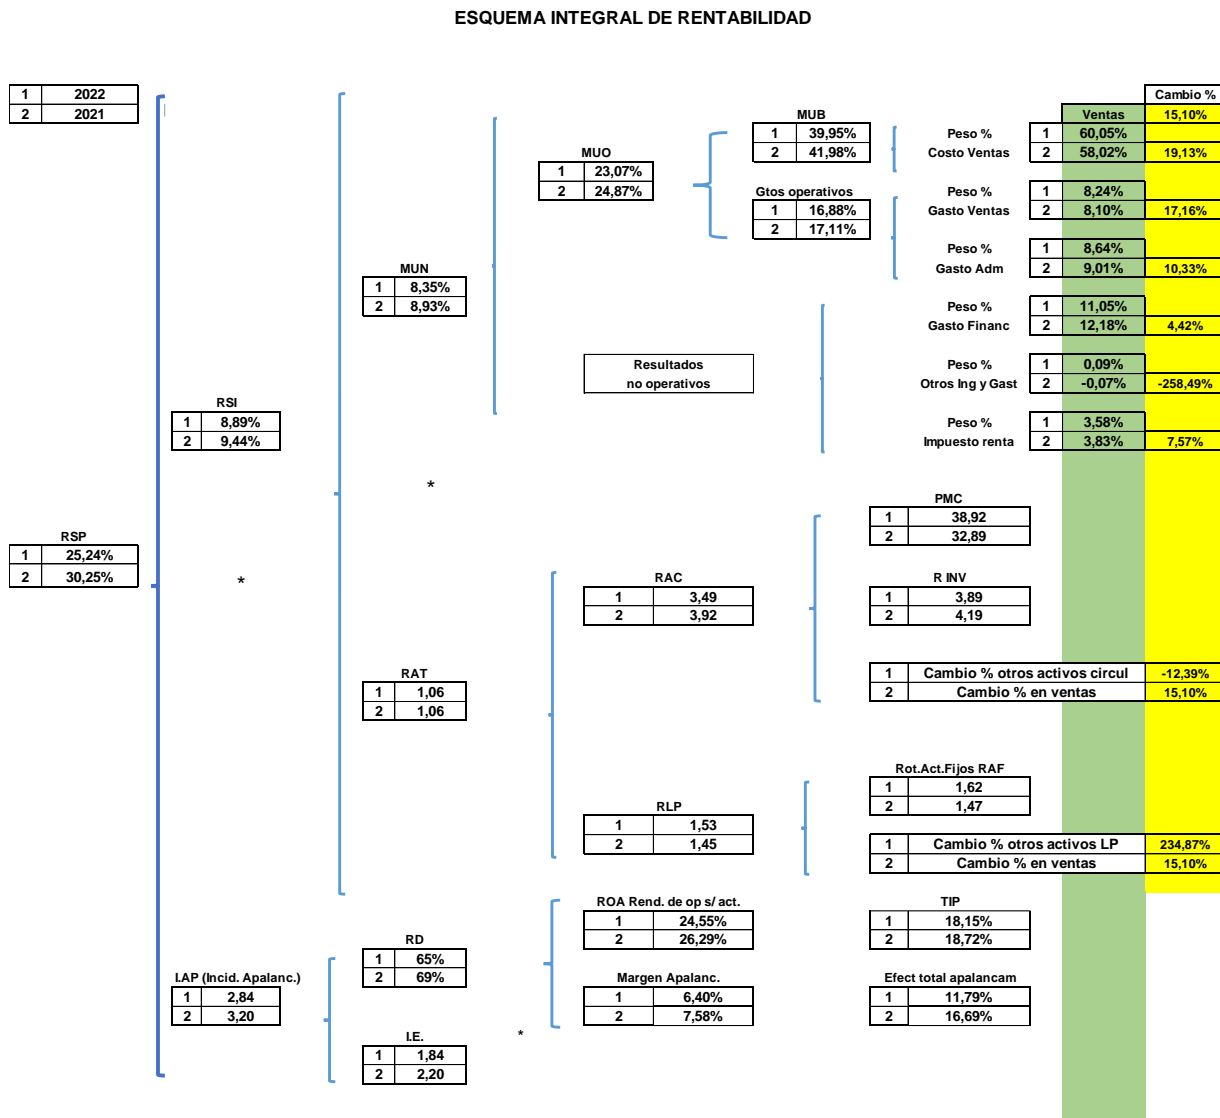 ESQUEMA INTEGRAL DE RENTABILIDAD
1 2022
2 2021
Cambio %
Ventas 15,10%
MUB
1 39,95%
2 41,98%
Peso % 1 60,05%
Costo Ventas 2 58,02% 19,13%
MUO
1 23,07%
2 24,87%
Gtos operativos
1 16,88%
2 17,11%
Peso % 1 8,24%
Gasto Ventas 2 8,10% 17,16%
Peso % 1 8,64%
Gasto Adm 2 9,01% 10,33%
MUN
1 8,35%
2 8,93%
Peso % 1 11,05%
Gasto Financ 2 12,18% 4,42%
Resultados
no operativos
Peso % 1 0,09%
Otros Ing y Gast 2 -0,07% -258,49%
RSI
1 8,89%
2 9,44%
Peso % 1 3,58%
Impuesto renta 2 3,83% 7,57%
*
PMC
1 38,92
2 32,89
RSP
1 25,24%
2 30,25%
*
RAC
1 3,49
2 3,92
R INV
1 3,89
2 4,19
RAT
1 1,06
2 1,06
1 Cambio % otros activos circul -12,39%
2 Cambio % en ventas 15,10%
Rot.Act.Fijos RAF
1 1,62
2 1,47
RLP
1 1,53
2 1,45
1 Cambio % otros activos LP 234,87%
2 Cambio % en ventas 15,10%
ROA Rend. de op s/ act.
1 24,55%
2 26,29%
TIP
1 18,15%
2 18,72%
RD
1 65%
2 69%
I.AP (Incid. Apalanc.)
1 2,84
2 3,20
Margen Apalanc.
1 6,40%
2 7,58%
Efect total apalancam
1 11,79%
2 16,69%
*
I.E.
1 1,84
2 2,20